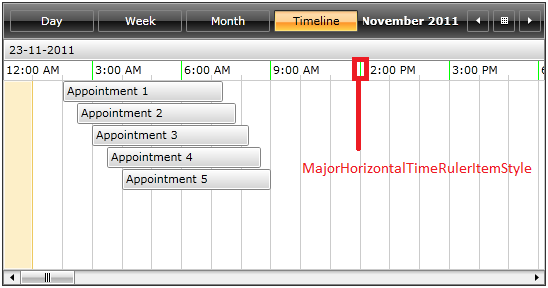 Day Week Month Timeline November 2011
23-11-2011
12:00 AM 3:00 AM 6:00 AM 9:00 AM 2:00 PM 3:00 PM 6
Appointment 1
Appointment 2
Appointment 3
Appointment 4
Appointment 5
MajorHorizontalTimeRulerItemStyle